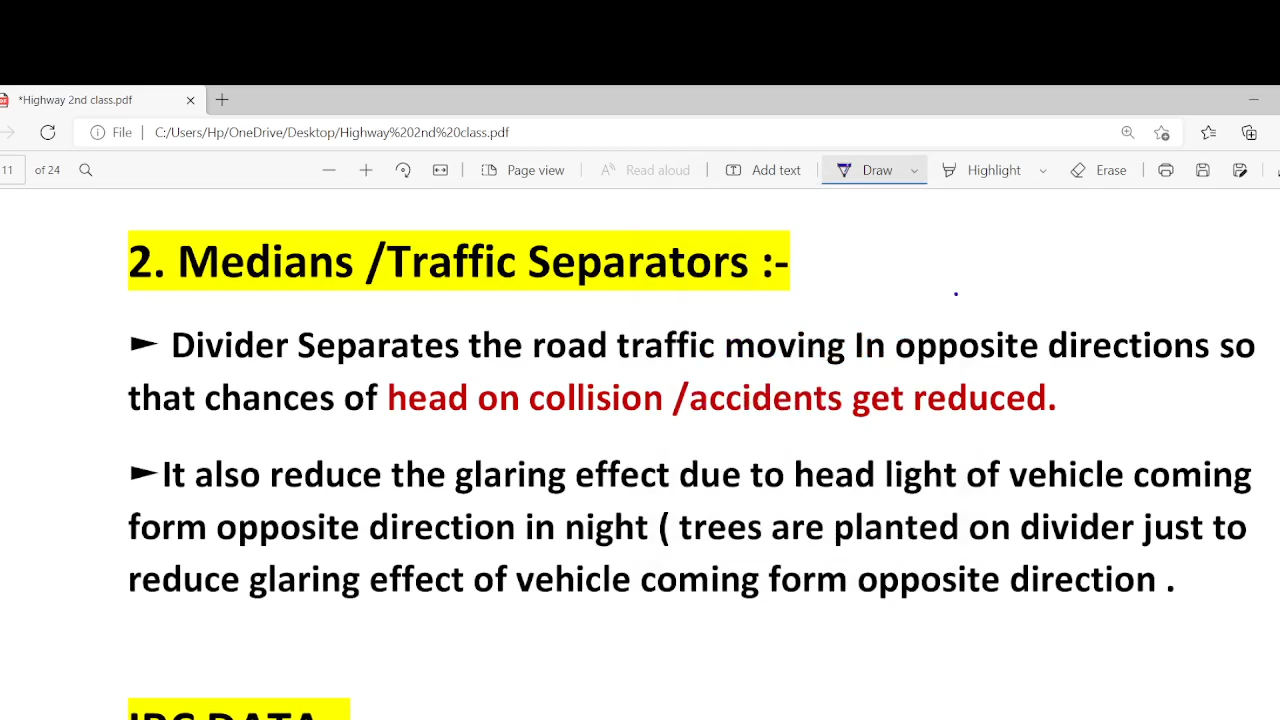 *Highway 2nd class.pdf
File C:/Users/Hp/OneDrive/Desktop/Highway%202nd%20class.pdf
11 of 24 Page view Read aloud Add text Draw Highlight Erase
2. Medians /Traffic Separators :-
► Divider Separates the road traffic moving In opposite directions so
that chances of head on collision /accidents get reduced.
►It also reduce the glaring effect due to head light of vehicle coming
form opposite direction in night ( trees are planted on divider just to
reduce glaring effect of vehicle coming form opposite direction .
IRC DATA